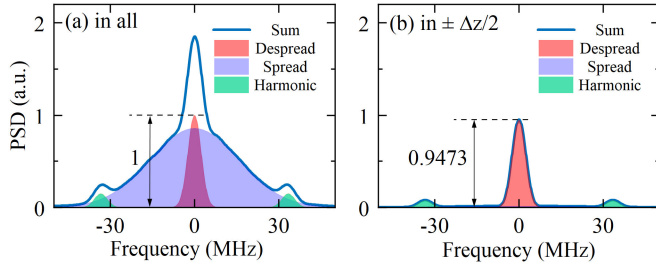 (a) in all
Sum
Despread
Spread
Harmonic
1
PSD (a.u.)
2
1
0
-30
0
30
Frequency (MHz)
(b) in ± Δz/2
Sum
Despread
Spread
Harmonic
0.9473
2
1
0
-30
0
30
Frequency (MHz)